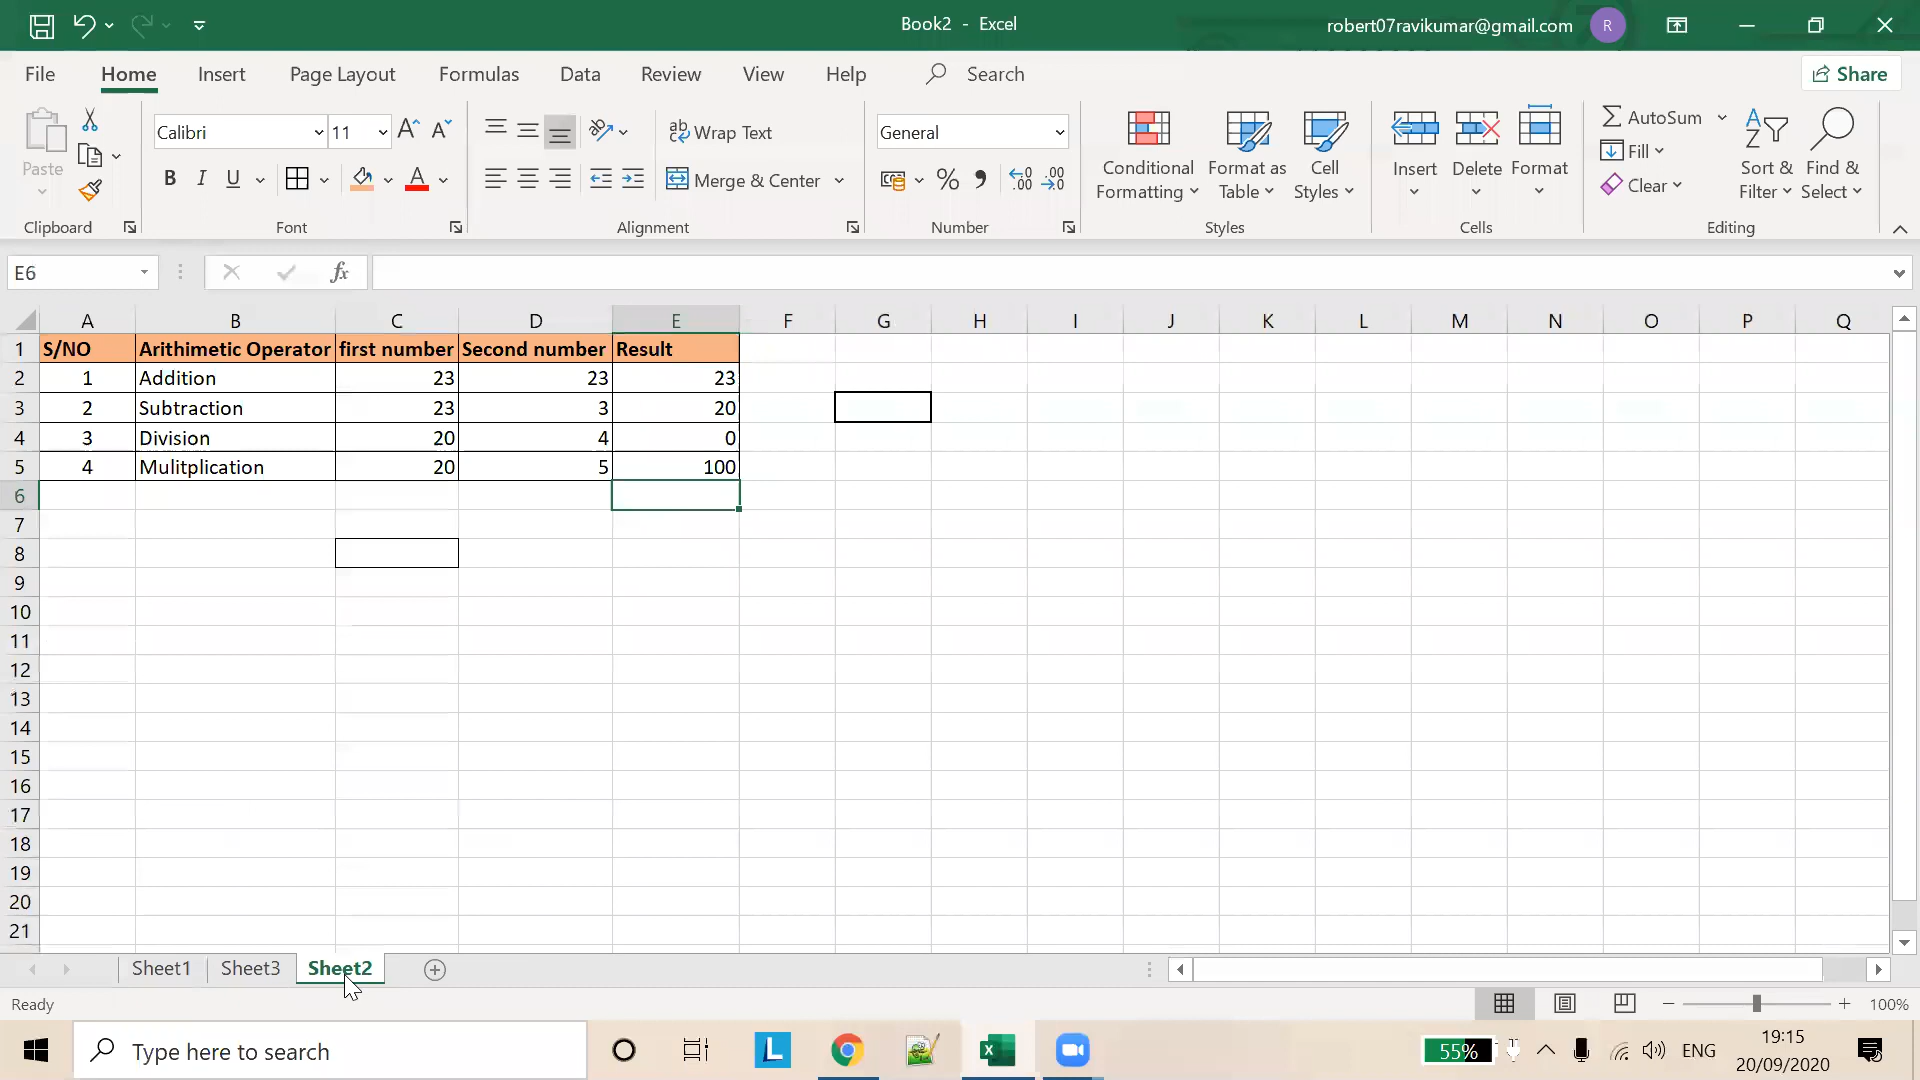 Book2 - Excel
robert07ravikumar@gmail.com
R
File Home Insert Page Layout Formulas Data Review View Help Search
Share
Paste
Clipboard
Calibri
11
B I U
A
Font
ab Wrap Text
Merge & Center
Alignment
General
% 9
Number
Conditional Formatting
Format as Table
Cell Styles
Styles
Insert
Delete
Format
Cells
AutoSum
Fill
Clear
Sort & Filter
Find & Select
Editing
E6
fx
A B C D E F G H I J K L M N O P Q
1 S/NO Arithimetic Operator first number Second number Result
2 1 Addition 23 23 23
3 2 Subtraction 23 3 20
4 3 Division 20 4 0
5 4 Mulitplication 20 5 100
6
7
8
9
10
11
12
13
14
15
16
17
18
19
20
21
Sheet1 Sheet3 Sheet2
Ready
100%
Type here to search
L
55%
ENG
19:15
20/09/2020